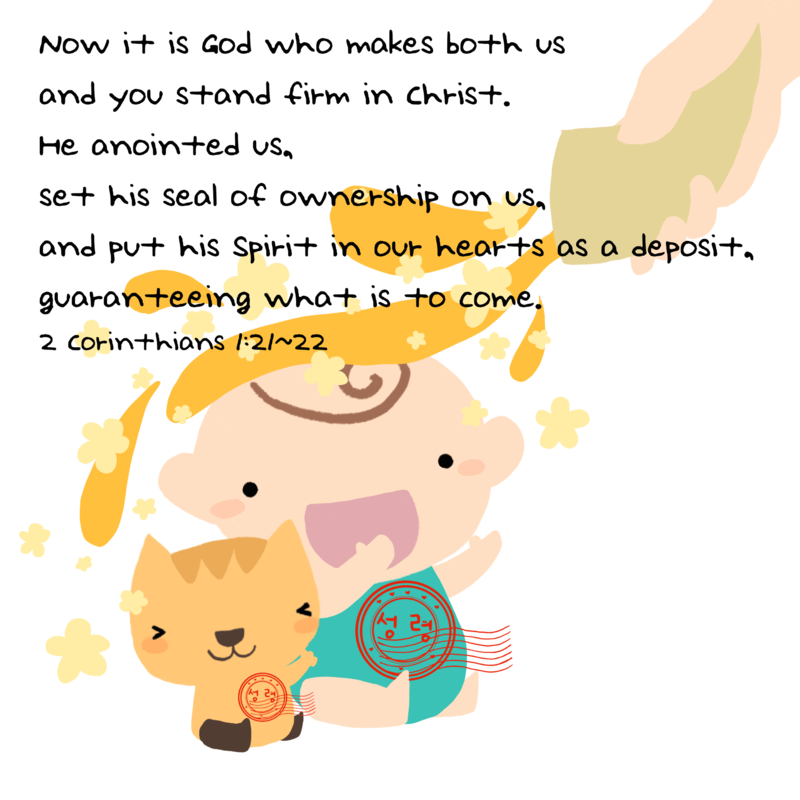 Now it is God who makes both us
and you stand firm in Christ.
He anointed us,
set his seal of ownership on us,
and put his Spirit in our hearts as a deposit,
guaranteeing what is to come.
2 Corinthians 1:21~22
성령
성령